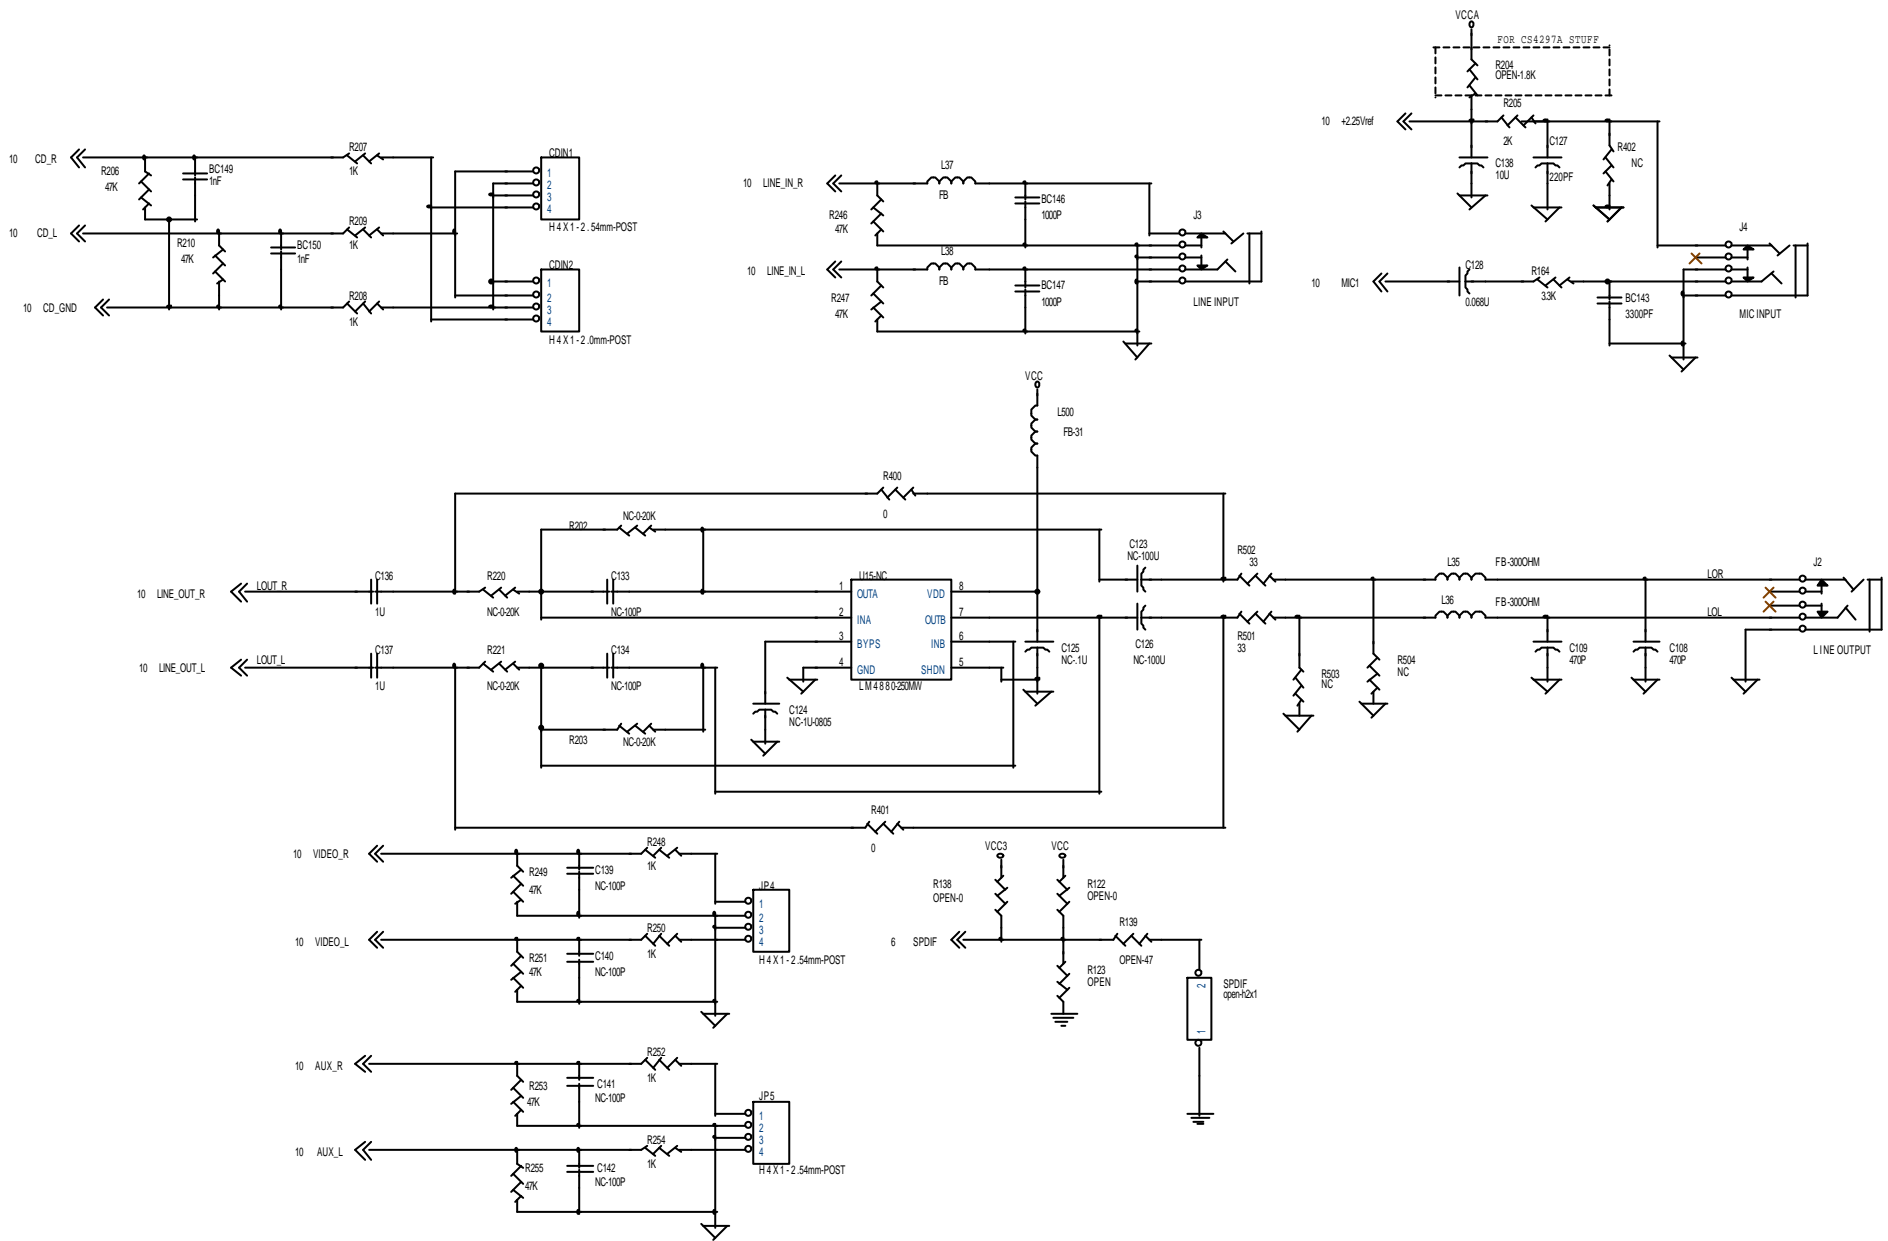 VCCA
FOR CS4297A STUFF
R204
OPEN-1.8K
R205
2K
10 +2.25Vref
C138
10U
C127
220PF
R402
NC
J4
10 MIC1
C128
0.068U
R164
3.3K
BC143
3300PF
MIC INPUT
10 CD_R
R206
47K
BC149
1nF
R207
1K
CDIN1
1
2
3
4
H4X1-2.54mm-POST
10 CD_L
R210
47K
BC150
1nF
R209
1K
CDIN2
1
2
3
4
H4X1-2.0mm-POST
10 CD_GND
R208
1K
10 LINE_IN_R
L37
FB
R246
47K
BC146
1000P
J3
10 LINE_IN_L
L38
FB
R247
47K
BC147
1000P
LINE INPUT
VCC
L500
FB-31
R400
0
R202
NC-0-20K
10 LINE_OUT_R
LOUT_R
C136
1U
R220
NC-0-20K
C133
NC-100P
U15-NC
1 OUTA
2 INA
3 BYPS
4 GND
VDD 8
OUTB 7
INB 6
SHDN 5
LM4880-250MW
C123
NC-100U
C126
NC-100U
R502
33
R501
33
L35
FB-300OHM
L36
FB-300OHM
LOR
LOL
J2
LINE OUTPUT
10 LINE_OUT_L
LOUT_L
C137
1U
R221
NC-0-20K
C134
NC-100P
R203
NC-0-20K
C124
NC-1U-0805
C125
NC-.1U
R503
NC
R504
NC
C109
470P
C108
470P
R401
0
10 VIDEO_R
R249
47K
C139
NC-100P
R248
1K
JP4
1
2
3
4
H4X1-2.54mm-POST
10 VIDEO_L
R251
47K
C140
NC-100P
R250
1K
VCC3
VCC
R138
OPEN-0
R122
OPEN-0
6 SPDIF
R139
OPEN-47
R123
OPEN
2
1
SPDIF
open-h2x1
10 AUX_R
R253
47K
C141
NC-100P
R252
1K
JP5
1
2
3
4
H4X1-2.54mm-POST
10 AUX_L
R255
47K
C142
NC-100P
R254
1K